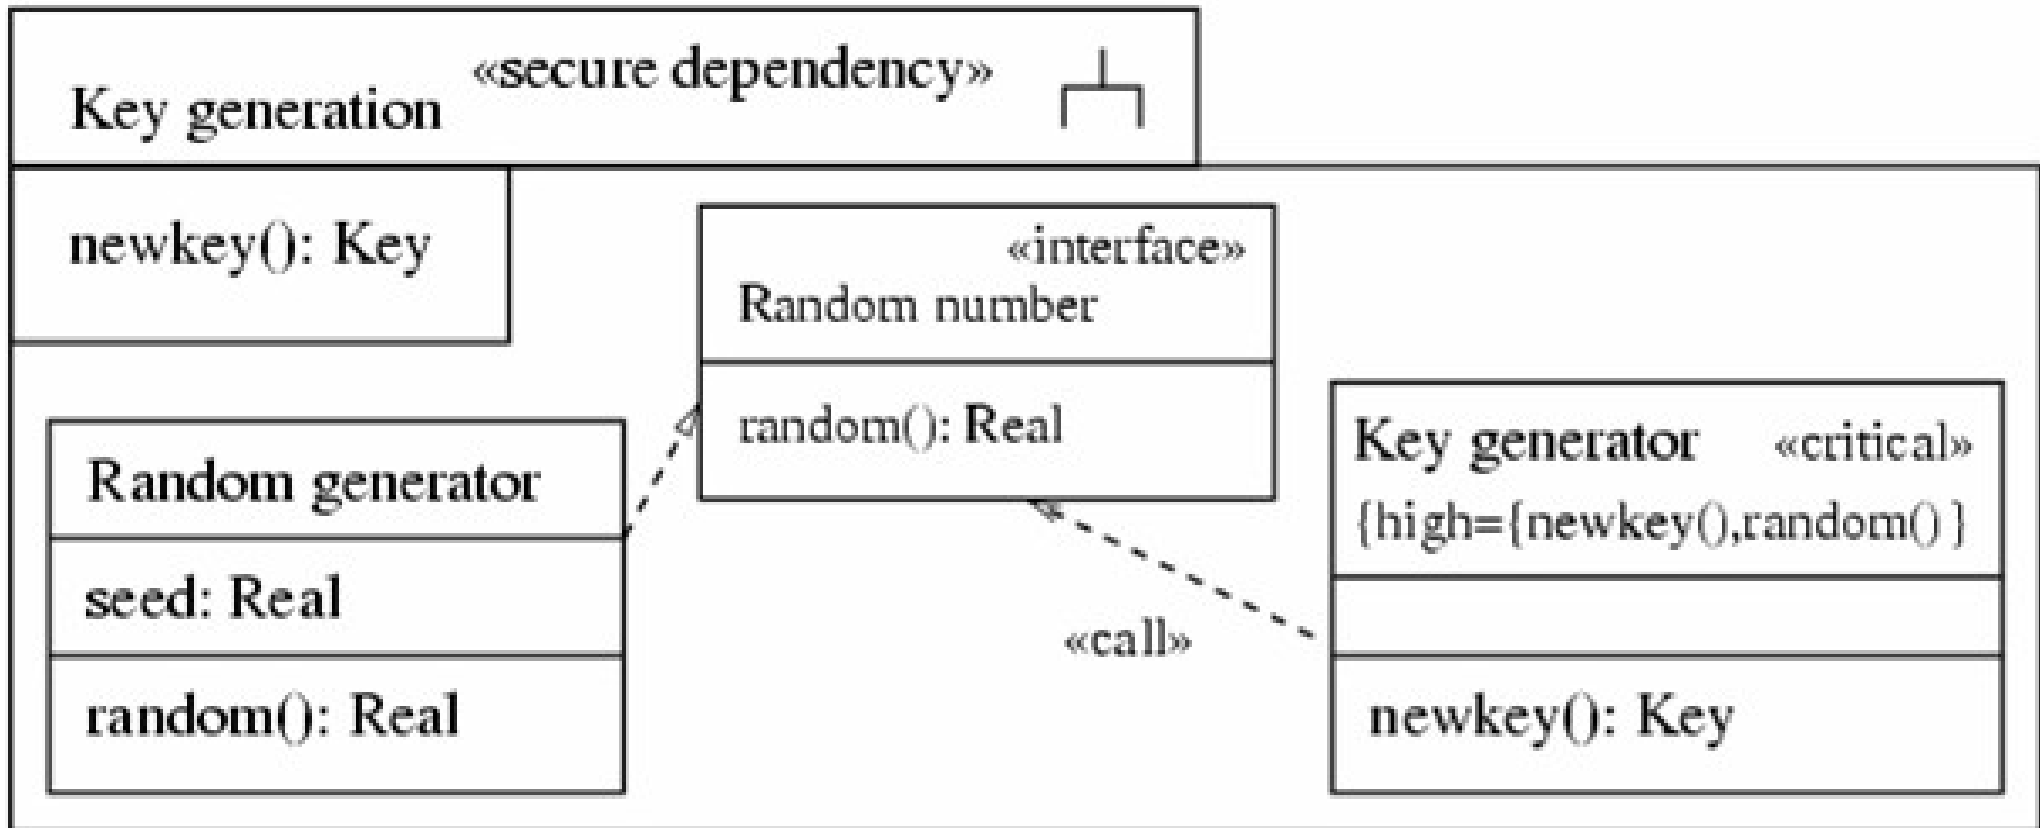 «secure dependency»
Key generation
newkey(): Key
«interface»
Random number
random(): Real
Random generator
seed: Real
random(): Real
«call»
Key generator «critical»
{high={newkey(),random() }
newkey(): Key